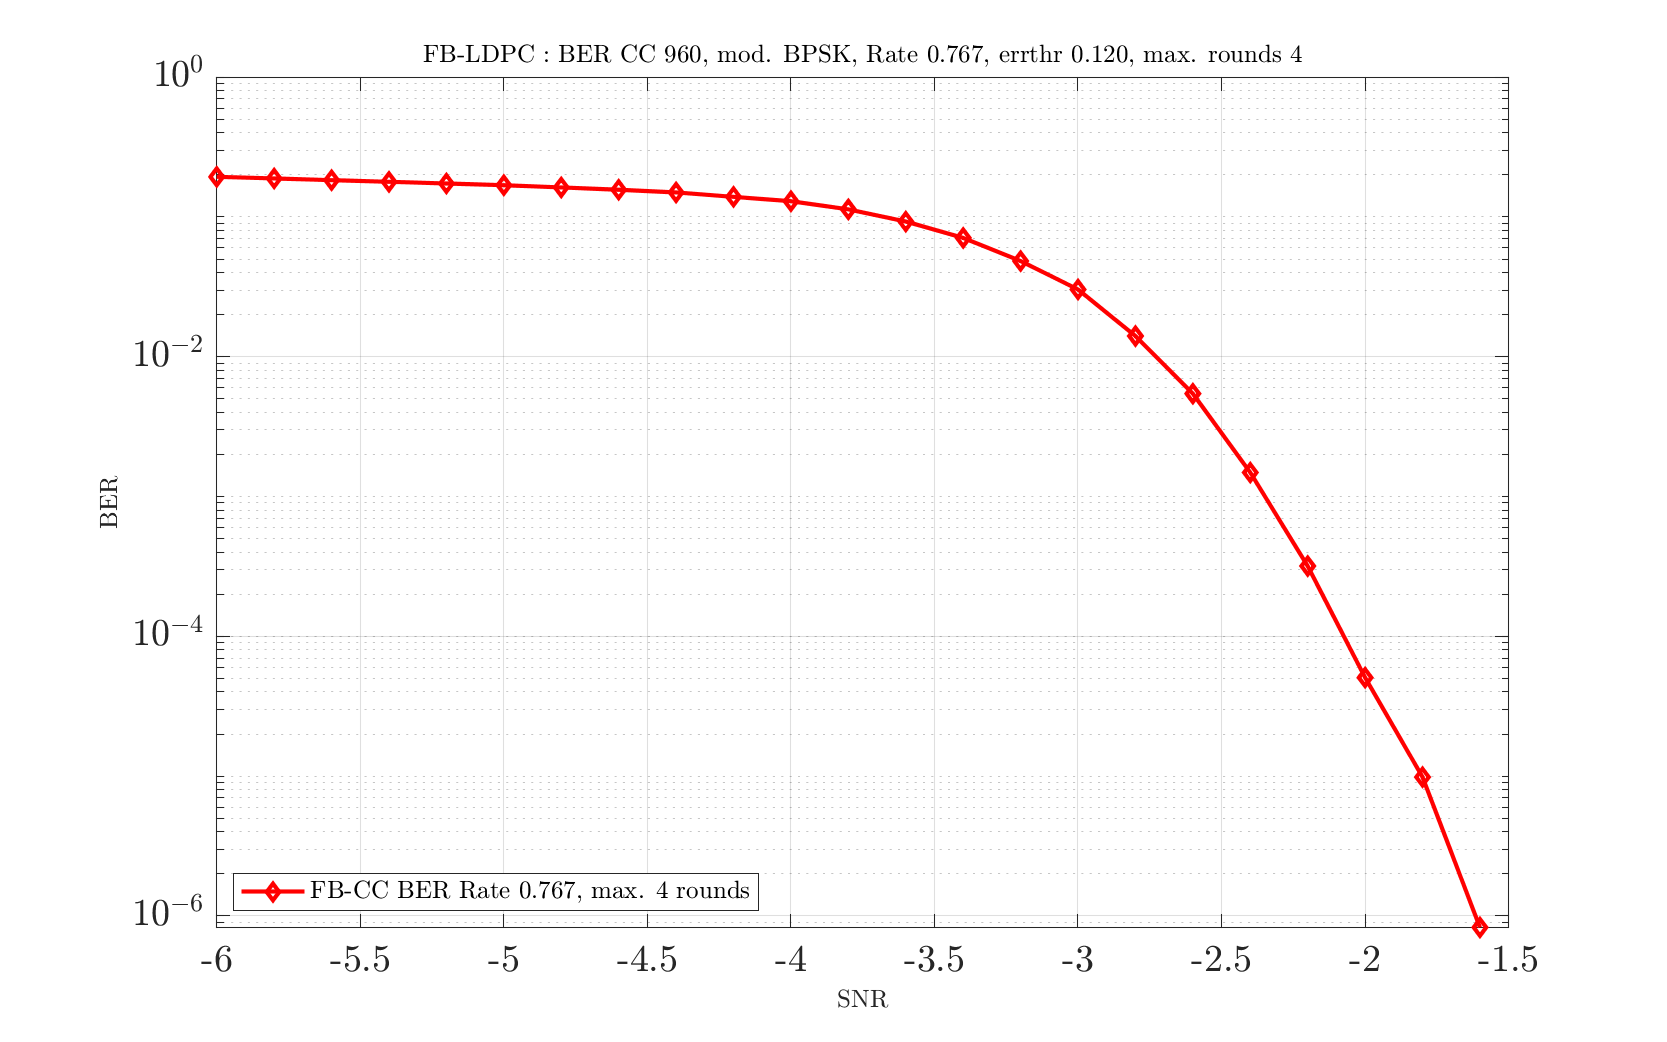 FB-LDPC : BER CC 960, mod. BPSK, Rate 0.767, errthr 0.120, max. rounds 4
10^0
10^-2
BER
10^-4
10^-6
FB-CC BER Rate 0.767, max. 4 rounds
-6 -5.5 -5 -4.5 -4 -3.5 -3 -2.5 -2 -1.5
SNR